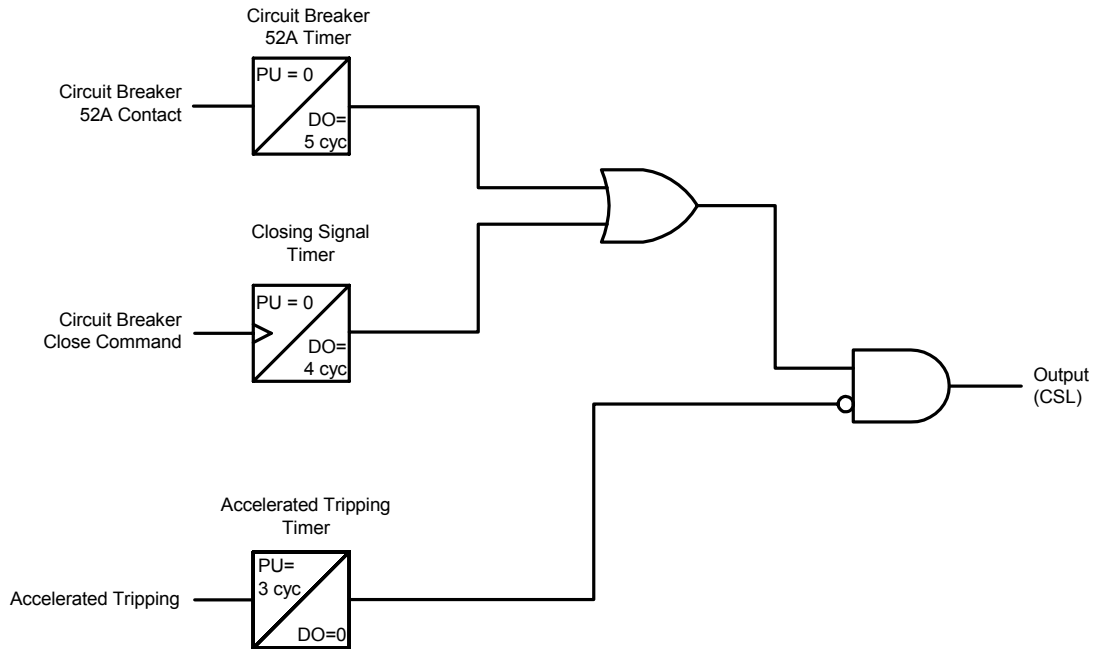 Circuit Breaker
52A Timer
PU = 0
DO=
5 cyc
Circuit Breaker
52A Contact
Closing Signal
Timer
PU = 0
DO=
4 cyc
Circuit Breaker
Close Command
Output
(CSL)
Accelerated Tripping
Timer
PU=
3 cyc
DO=0
Accelerated Tripping